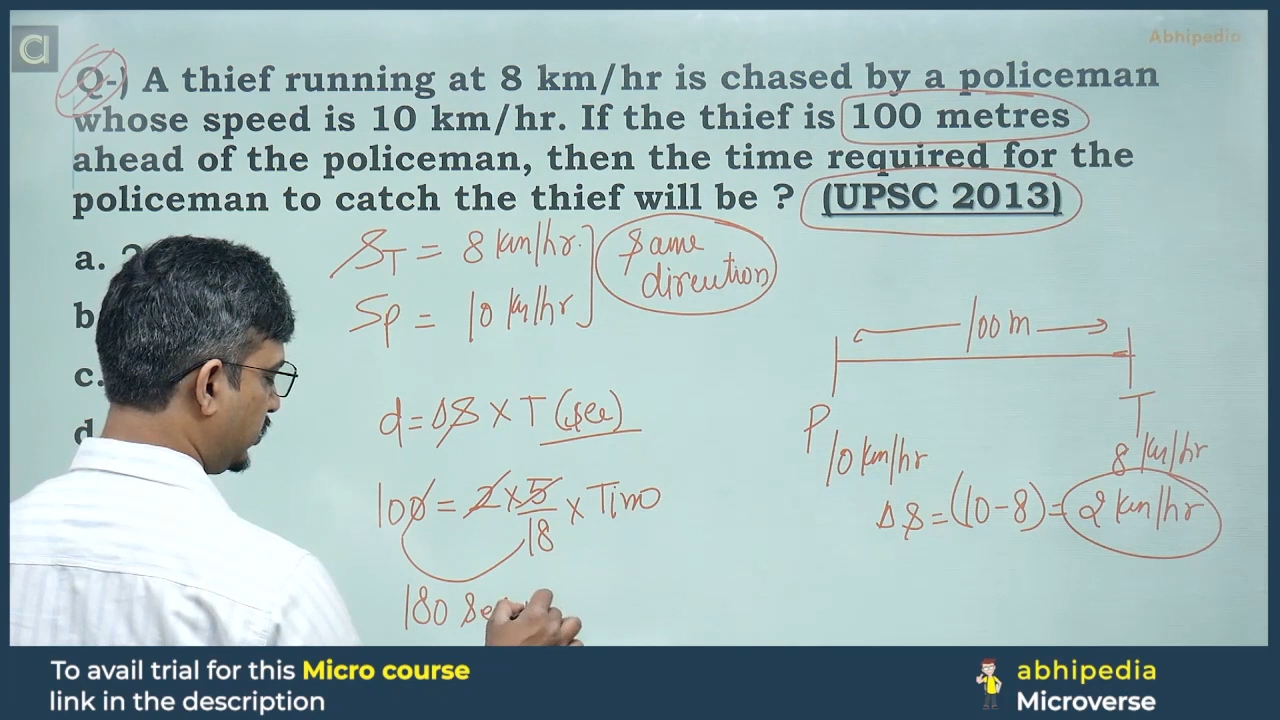 Abhipedia
Q-) A thief running at 8 km/hr is chased by a policeman
whose speed is 10 km/hr. If the thief is 100 metres
ahead of the policeman, then the time required for the
policeman to catch the thief will be ? (UPSC 2013)
a.
b
c.
d
S_T = 8 km/hr.
Sp = 10 km/hr
Same
direction
100 m
P
10 km/hr
T
8 km/hr
ΔS = (10-8) = 2 km/hr
d = ΔS × T (sec)
100 = 2 × 5/18 × Time
180 Se
To avail trial for this Micro course
link in the description
abhipedia
Microverse